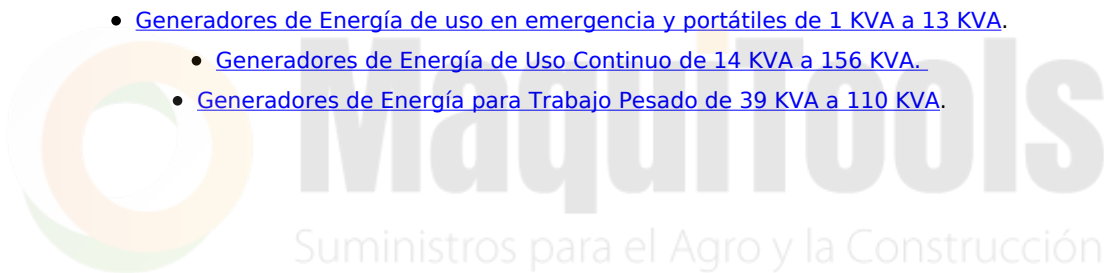 • Generadores de Energía de uso en emergencia y portátiles de 1 KVA a 13 KVA.
• Generadores de Energía de Uso Continuo de 14 KVA a 156 KVA.
• Generadores de Energía para Trabajo Pesado de 39 KVA a 110 KVA.
MaquiTools
Suministros para el Agro y la Construcción